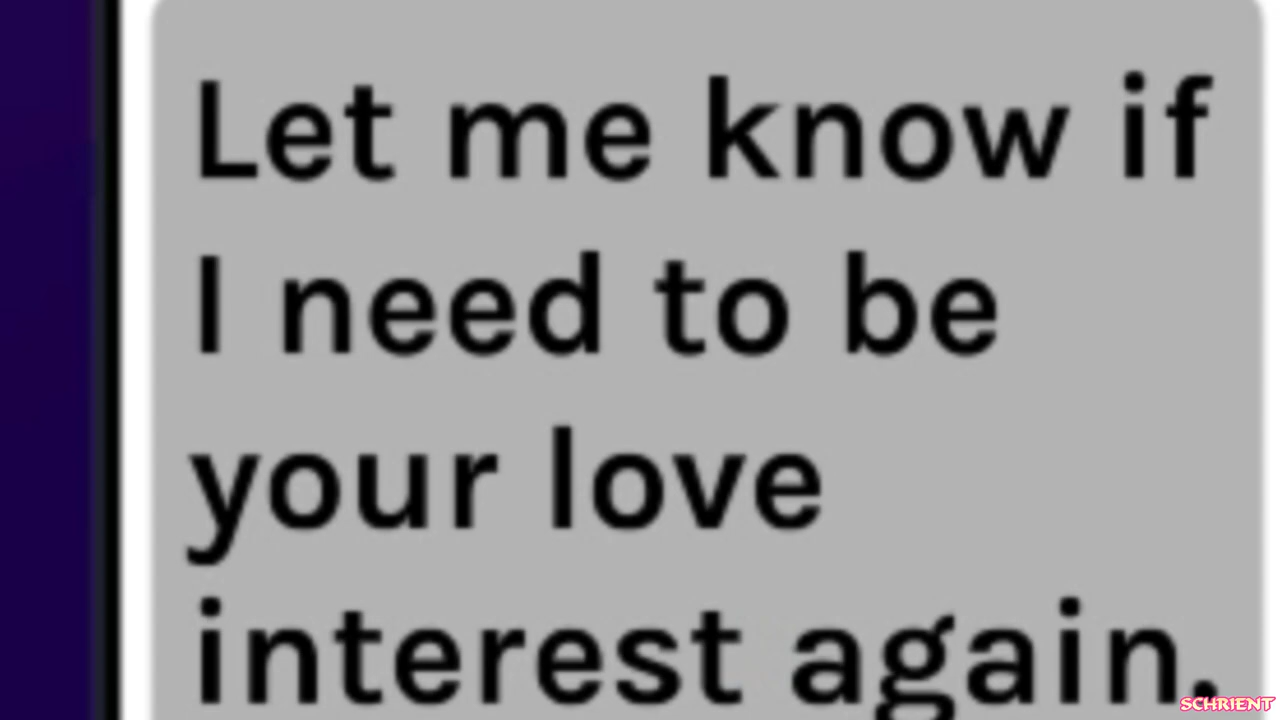 Let me know if
I need to be
your love
interest again.
SCHRIENT